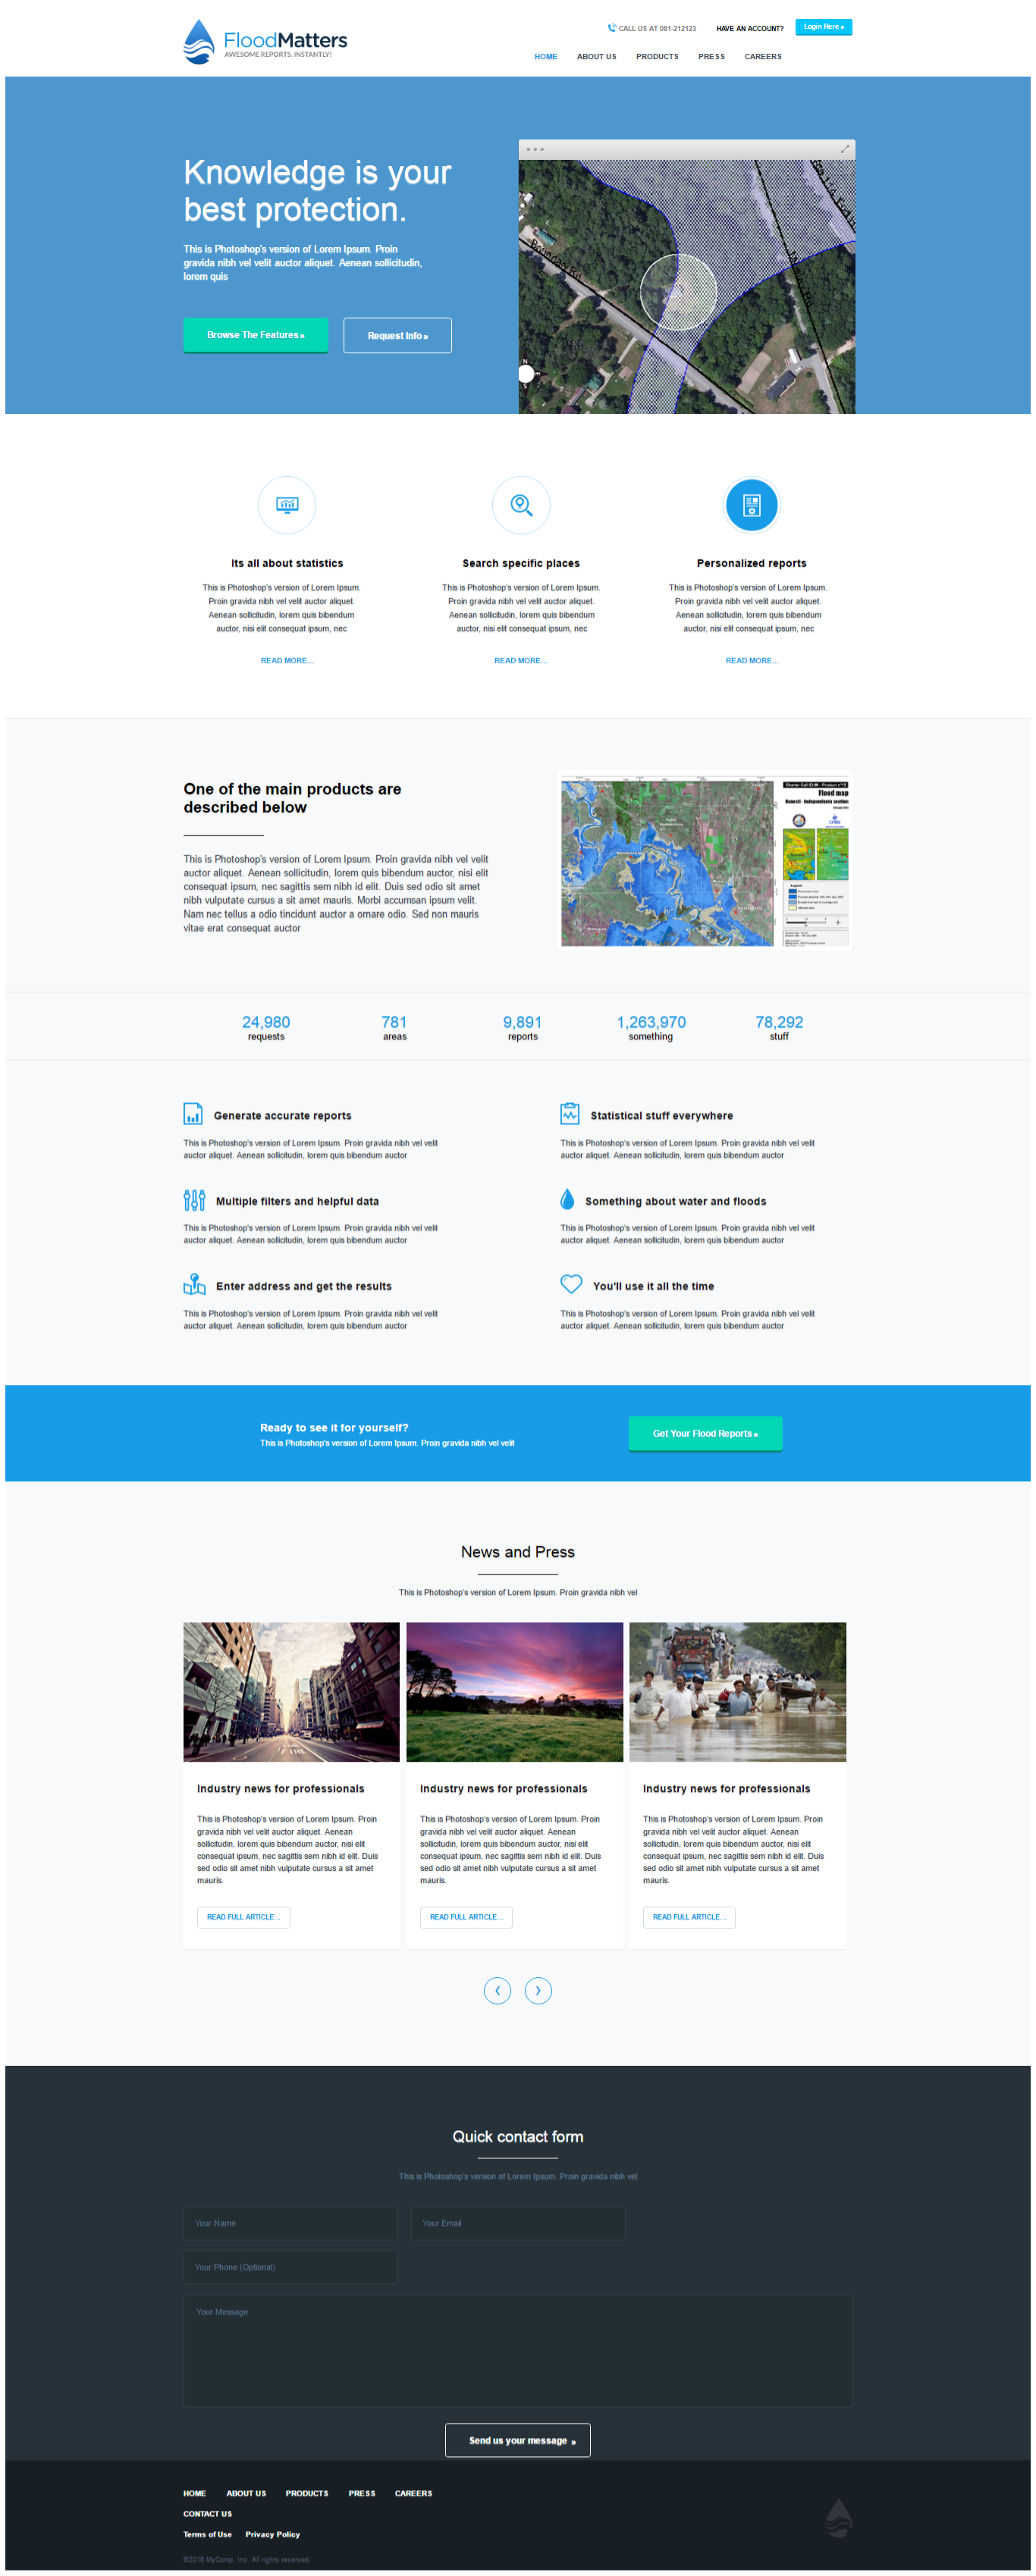 FloodMatters
AWESOME REPORTS. INSTANTLY!
CALL US AT 081-212123
HAVE AN ACCOUNT?
Login Here »
HOME ABOUT US PRODUCTS PRESS CAREERS
Knowledge is your
best protection.
This is Photoshop's version of Lorem Ipsum. Proin
gravida nibh vel velit auctor aliquet. Aenean sollicitudin,
lorem quis
Browse The Features »
Request Info »
Boundary Rd
N
E
S
Its all about statistics
This is Photoshop's version of Lorem Ipsum.
Proin gravida nibh vel velit auctor aliquet.
Aenean sollicitudin, lorem quis bibendum
auctor, nisi elit consequat ipsum, nec
READ MORE...
Search specific places
This is Photoshop's version of Lorem Ipsum.
Proin gravida nibh vel velit auctor aliquet.
Aenean sollicitudin, lorem quis bibendum
auctor, nisi elit consequat ipsum, nec
READ MORE...
Personalized reports
This is Photoshop's version of Lorem Ipsum.
Proin gravida nibh vel velit auctor aliquet.
Aenean sollicitudin, lorem quis bibendum
auctor, nisi elit consequat ipsum, nec
READ MORE...
One of the main products are
described below
This is Photoshop's version of Lorem Ipsum. Proin gravida nibh vel velit
auctor aliquet. Aenean sollicitudin, lorem quis bibendum auctor, nisi elit
consequat ipsum, nec sagittis sem nibh id elit. Duis sed odio sit amet
nibh vulputate cursus a sit amet mauris. Morbi accumsan ipsum velit.
Nam nec tellus a odio tincidunt auctor a ornare odio. Sed non mauris
vitae erat consequat auctor
Flood map
24,980
requests
781
areas
9,891
reports
1,263,970
something
78,292
stuff
Generate accurate reports
This is Photoshop's version of Lorem Ipsum. Proin gravida nibh vel velit
auctor aliquet. Aenean sollicitudin, lorem quis bibendum auctor
Statistical stuff everywhere
This is Photoshop's version of Lorem Ipsum. Proin gravida nibh vel velit
auctor aliquet. Aenean sollicitudin, lorem quis bibendum auctor
Multiple filters and helpful data
This is Photoshop's version of Lorem Ipsum. Proin gravida nibh vel velit
auctor aliquet. Aenean sollicitudin, lorem quis bibendum auctor
Something about water and floods
This is Photoshop's version of Lorem Ipsum. Proin gravida nibh vel velit
auctor aliquet. Aenean sollicitudin, lorem quis bibendum auctor
Enter address and get the results
This is Photoshop's version of Lorem Ipsum. Proin gravida nibh vel velit
auctor aliquet. Aenean sollicitudin, lorem quis bibendum auctor
You'll use it all the time
This is Photoshop's version of Lorem Ipsum. Proin gravida nibh vel velit
auctor aliquet. Aenean sollicitudin, lorem quis bibendum auctor
Ready to see it for yourself?
This is Photoshop's version of Lorem Ipsum. Proin gravida nibh vel velit
Get Your Flood Reports »
News and Press
This is Photoshop's version of Lorem Ipsum. Proin gravida nibh vel
Industry news for professionals
This is Photoshop's version of Lorem Ipsum. Proin
gravida nibh vel velit auctor aliquet. Aenean
sollicitudin, lorem quis bibendum auctor, nisi elit
consequat ipsum, nec sagittis sem nibh id elit. Duis
sed odio sit amet nibh vulputate cursus a sit amet
mauris.
READ FULL ARTICLE...
Industry news for professionals
This is Photoshop's version of Lorem Ipsum. Proin
gravida nibh vel velit auctor aliquet. Aenean
sollicitudin, lorem quis bibendum auctor, nisi elit
consequat ipsum, nec sagittis sem nibh id elit. Duis
sed odio sit amet nibh vulputate cursus a sit amet
mauris.
READ FULL ARTICLE...
Industry news for professionals
This is Photoshop's version of Lorem Ipsum. Proin
gravida nibh vel velit auctor aliquet. Aenean
sollicitudin, lorem quis bibendum auctor, nisi elit
consequat ipsum, nec sagittis sem nibh id elit. Duis
sed odio sit amet nibh vulputate cursus a sit amet
mauris.
READ FULL ARTICLE...
Quick contact form
This is Photoshop's version of Lorem Ipsum. Proin gravida nibh vel
Your Name
Your Email
Your Phone (Optional)
Your Message
Send us your message »
HOME ABOUT US PRODUCTS PRESS CAREERS
CONTACT US
Terms of Use Privacy Policy
©2016 MyComp, Inc. All rights reserved.